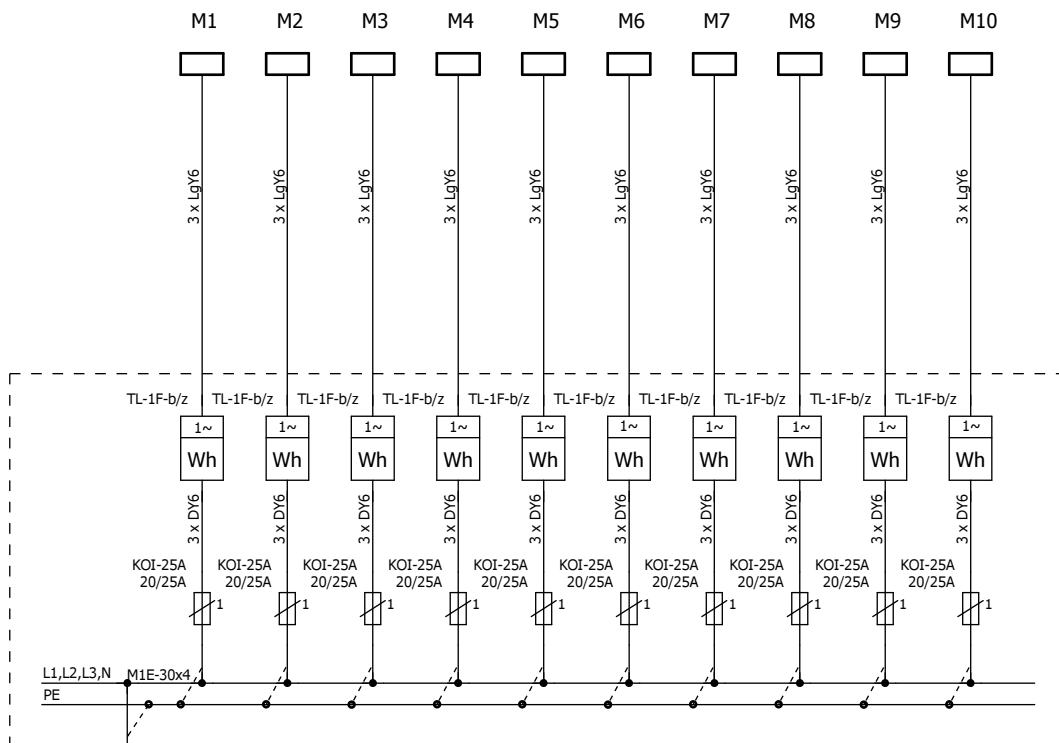 M1 M2 M3 M4 M5 M6 M7 M8 M9 M10
3 x LgY6 3 x LgY6 3 x LgY6 3 x LgY6 3 x LgY6 3 x LgY6 3 x LgY6 3 x LgY6 3 x LgY6 3 x LgY6
TL-1F-b/z TL-1F-b/z TL-1F-b/z TL-1F-b/z TL-1F-b/z TL-1F-b/z TL-1F-b/z TL-1F-b/z TL-1F-b/z TL-1F-b/z
1~ 1~ 1~ 1~ 1~ 1~ 1~ 1~ 1~ 1~
Wh Wh Wh Wh Wh Wh Wh Wh Wh Wh
3 x DY6 3 x DY6 3 x DY6 3 x DY6 3 x DY6 3 x DY6 3 x DY6 3 x DY6 3 x DY6 3 x DY6
KOI-25A KOI-25A KOI-25A KOI-25A KOI-25A KOI-25A KOI-25A KOI-25A KOI-25A KOI-25A
20/25A 20/25A 20/25A 20/25A 20/25A 20/25A 20/25A 20/25A 20/25A 20/25A
1 1 1 1 1 1 1 1 1 1
L1,L2,L3,N M1E-30x4
PE